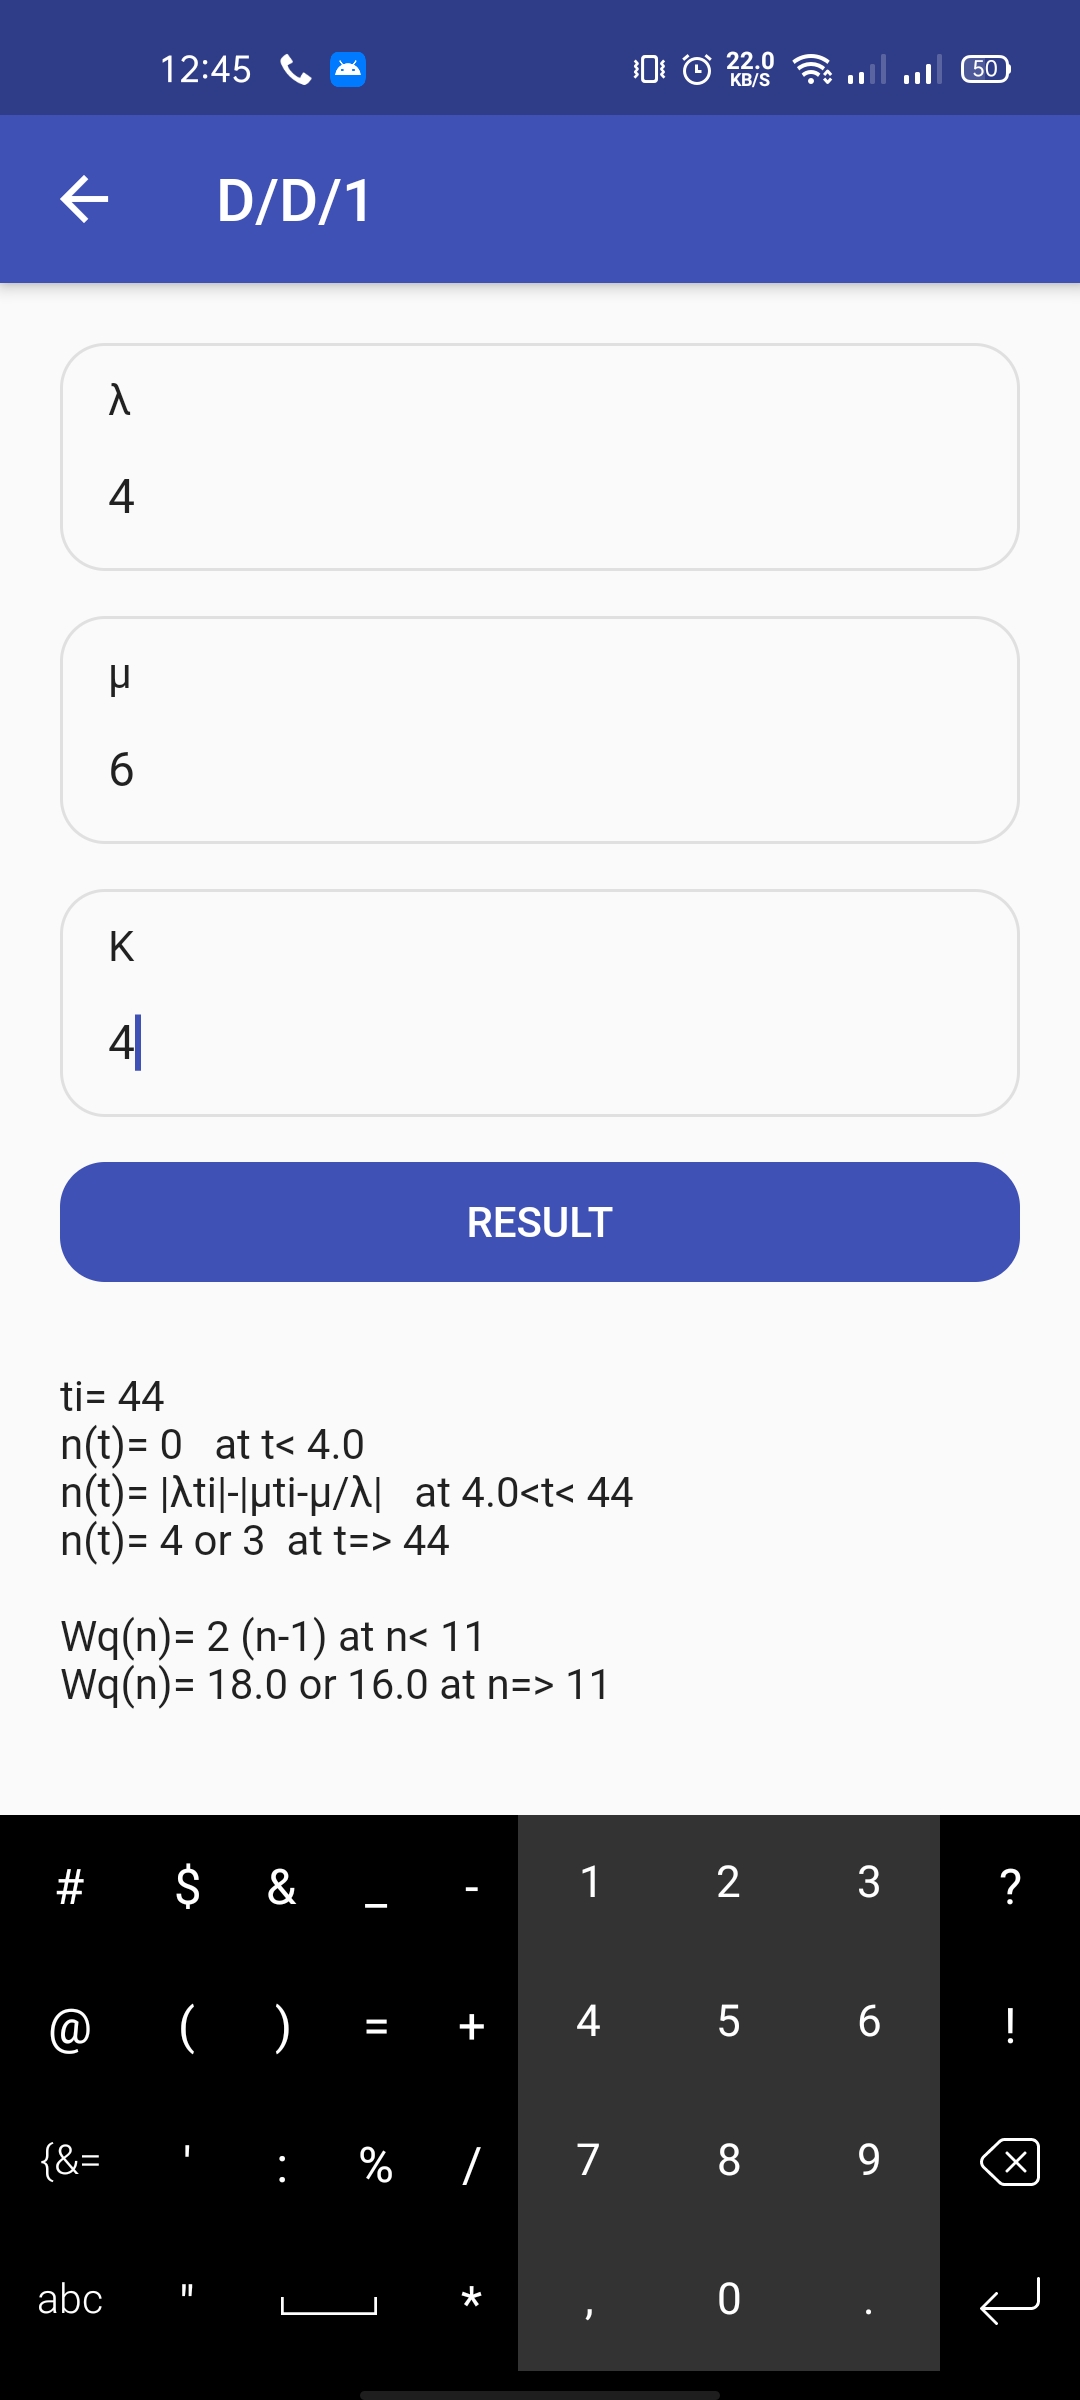 12:45
22.0
KB/S
50
D/D/1
λ
4
μ
6
K
4
RESULT
ti= 44
n(t)= 0 at t< 4.0
n(t)= |λti|-|μti-μ/λ| at 4.0<t< 44
n(t)= 4 or 3 at t=> 44
Wq(n)= 2 (n-1) at n< 11
Wq(n)= 18.0 or 16.0 at n=> 11
# $ & _ - 1 2 3 ?
@ ( ) = + 4 5 6 !
{&= ' : % / 7 8 9
abc " * , 0 .